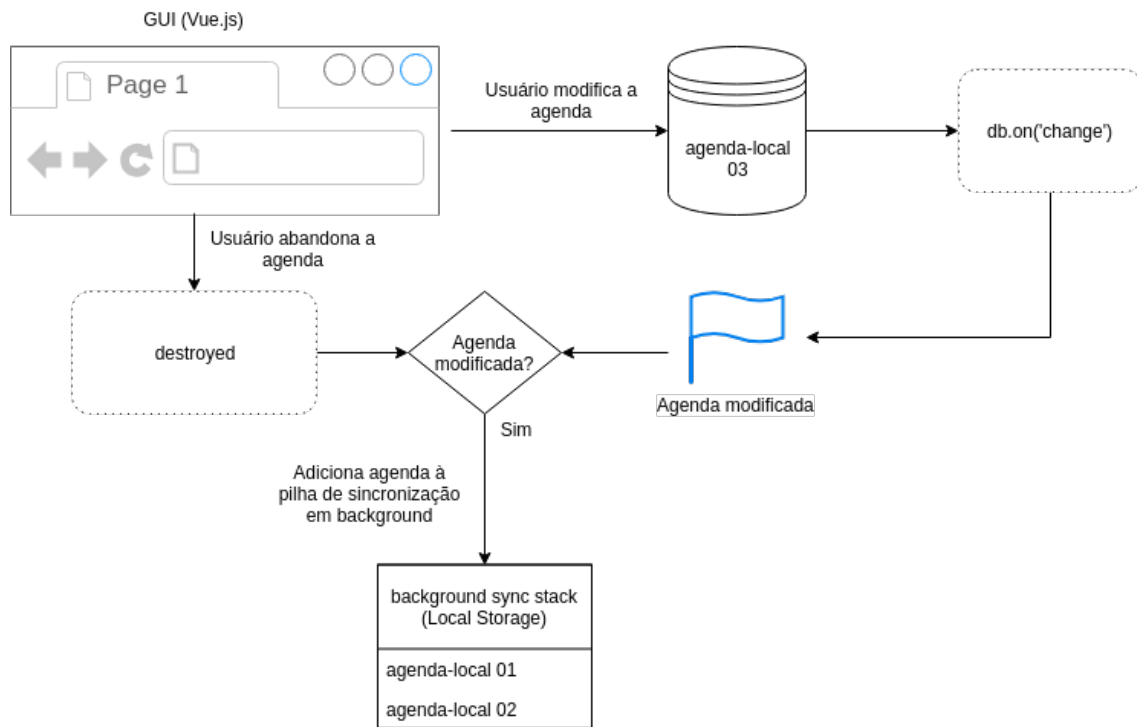 GUI (Vue.js)
Page 1
Usuário modifica a
agenda
agenda-local
03
db.on('change')
Usuário abandona a
agenda
destroyed
Agenda
modificada?
Agenda modificada
Sim
Adiciona agenda à
pilha de sincronização
em background
background sync stack
(Local Storage)
agenda-local 01
agenda-local 02